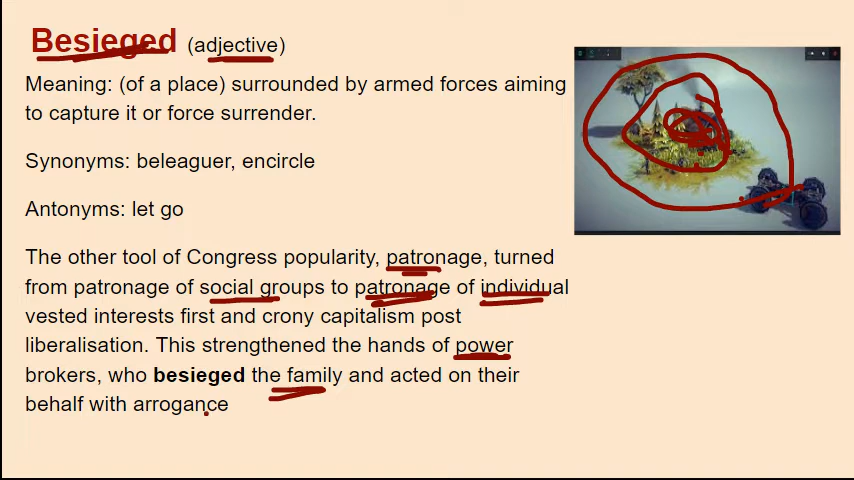 Besieged (adjective)
Meaning: (of a place) surrounded by armed forces aiming
to capture it or force surrender.
Synonyms: beleaguer, encircle
Antonyms: let go
The other tool of Congress popularity, patronage, turned
from patronage of social groups to patronage of individual
vested interests first and crony capitalism post
liberalisation. This strengthened the hands of power
brokers, who besieged the family and acted on their
behalf with arrogance